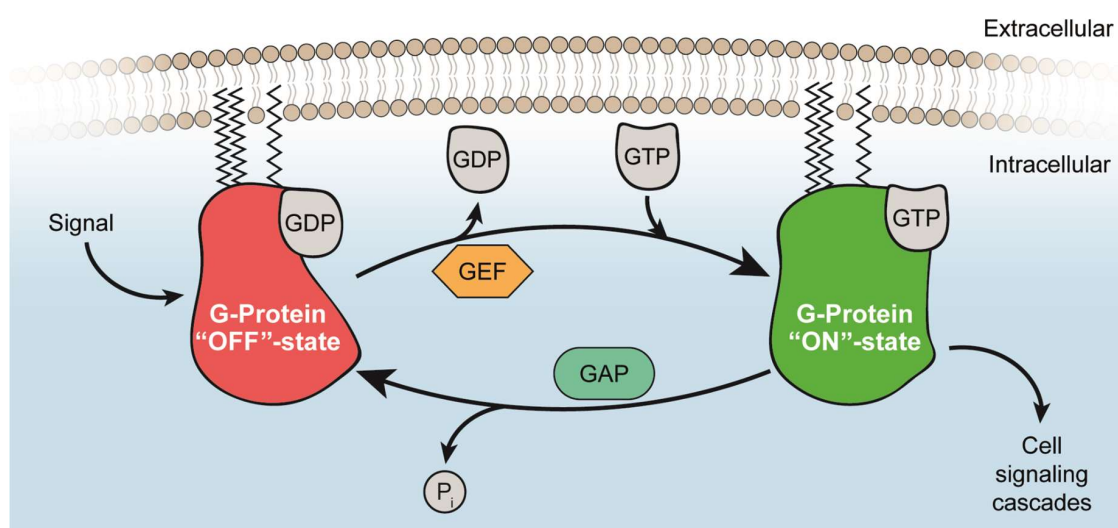 Extracellular
Intracellular
GDP
GTP
Signal
GDP
GTP
GEF
G-Protein
“OFF”-state
G-Protein
“ON”-state
GAP
Pi
Cell
signaling
cascades